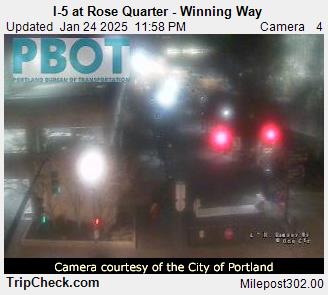 I-5 at Rose Quarter - Winning Way
Updated Jan 24 2025 11:58 PM Camera 4
PBOT
PORTLAND BUREAU OF TRANSPORTATION
Camera courtesy of the City of Portland
TripCheck.com Milepost302.00